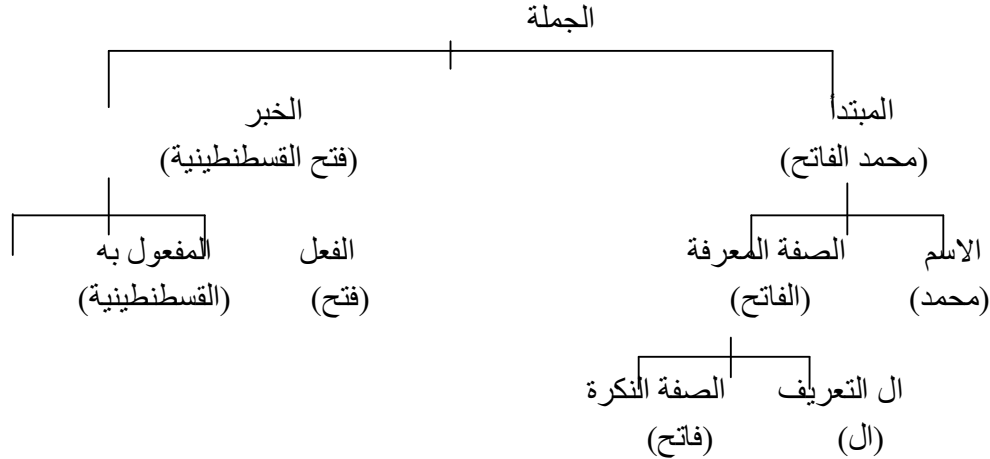 الجملة
المبتدأ الخبر
(محمد الفاتح) (فتح القسطنطينية)
الاسم الصفة المعرفة الفعل المفعول به
(محمد) (الفاتح) (فتح) (القسطنطينية)
ال التعريف الصفة النكرة
(ال) (فاتح)